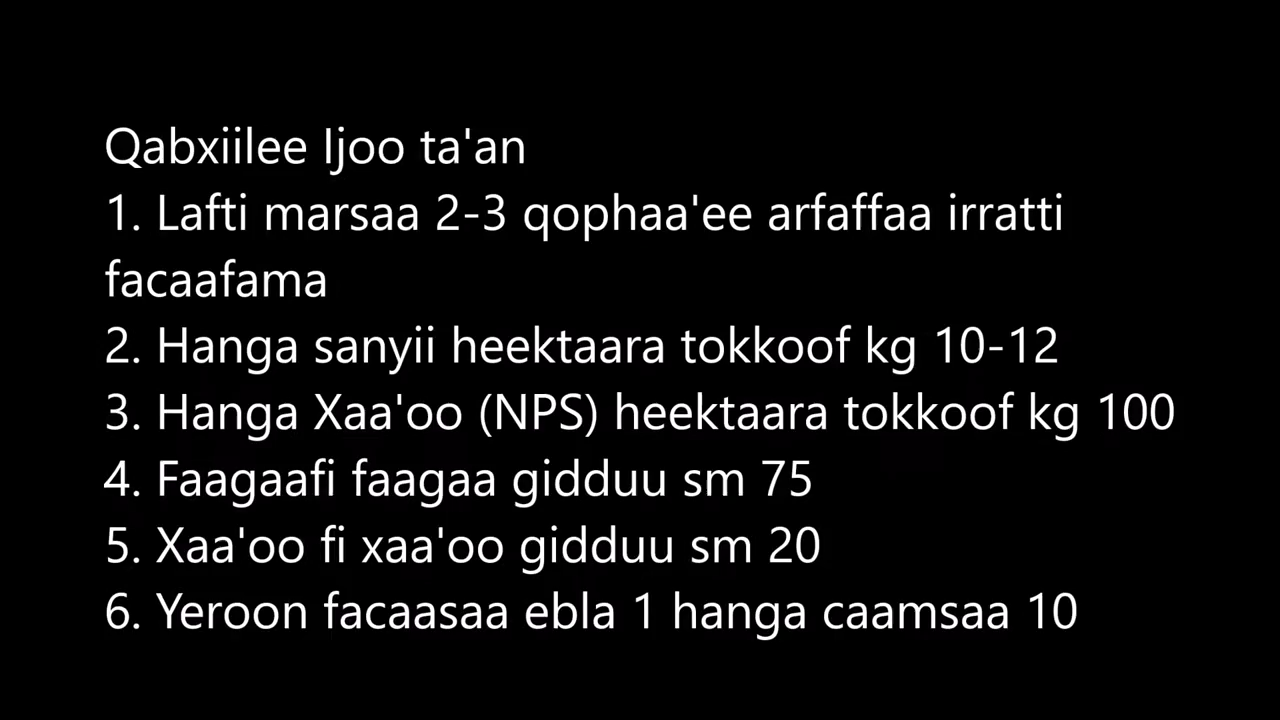 Qabxiilee Ijoo ta'an
1. Lafti marsaa 2-3 qophaa'ee arfaffaa irratti
facaafama
2. Hanga sanyii heektaara tokkoof kg 10-12
3. Hanga Xaa'oo (NPS) heektaara tokkoof kg 100
4. Faagaafi faagaa gidduu sm 75
5. Xaa'oo fi xaa'oo gidduu sm 20
6. Yeroon facaasaa ebla 1 hanga caamsaa 10